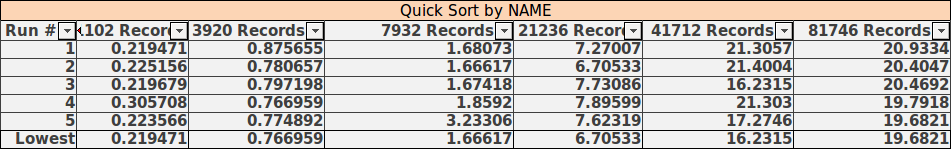 Quick Sort by NAME
Run # .102 Record 3920 Records 7932 Records 21236 Recor 41712 Records 81746 Records
1 0.219471 0.875655 1.68073 7.27007 21.3057 20.9334
2 0.225156 0.780657 1.66617 6.70533 21.4004 20.4047
3 0.219679 0.797198 1.67418 7.73086 16.2315 20.4692
4 0.305708 0.766959 1.8592 7.89599 21.303 19.7918
5 0.223566 0.774892 3.23306 7.62319 17.2746 19.6821
Lowest 0.219471 0.766959 1.66617 6.70533 16.2315 19.6821